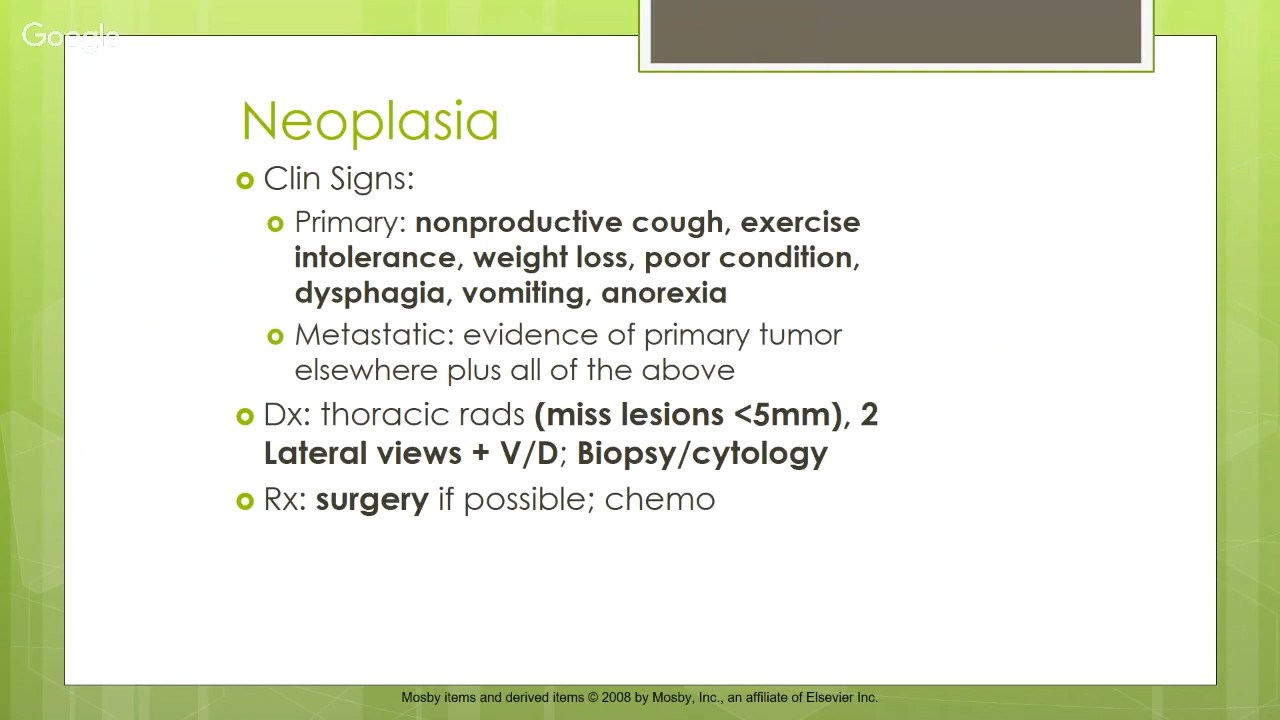 Google
Neoplasia
Clin Signs:
Primary: nonproductive cough, exercise
intolerance, weight loss, poor condition,
dysphagia, vomiting, anorexia
Metastatic: evidence of primary tumor
elsewhere plus all of the above
Dx: thoracic rads (miss lesions <5mm), 2
Lateral views + V/D; Biopsy/cytology
Rx: surgery if possible; chemo
Mosby items and derived items © 2008 by Mosby, Inc., an affiliate of Elsevier Inc.